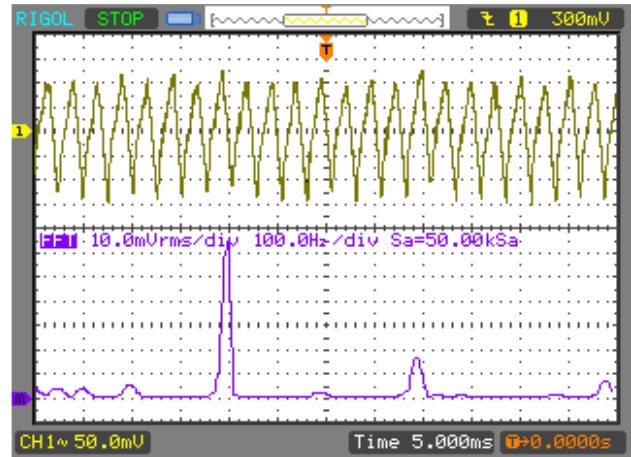 RIGOL STOP T 1 300mV
T
1
FFT 10.0mVrms/div 100.0Hz/div Sa=50.00kSa
m
CH1~ 50.0mV Time 5.000ms T→0.0000s